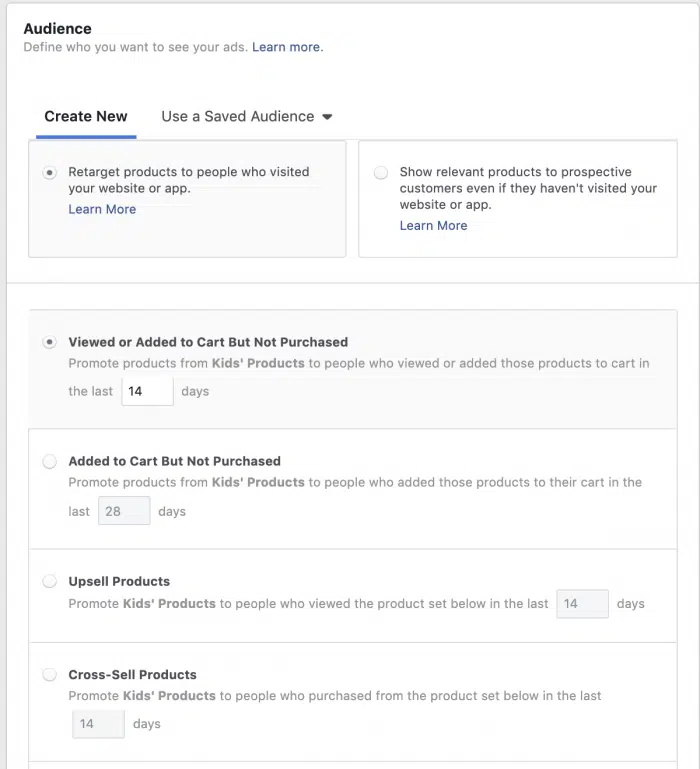 Audience
Define who you want to see your ads. Learn more.
Create New
Use a Saved Audience
Retarget products to people who visited
your website or app.
Learn More
Show relevant products to prospective
customers even if they haven't visited your
website or app.
Learn More
Viewed or Added to Cart But Not Purchased
Promote products from Kids' Products to people who viewed or added those products to cart in
the last 14 days
Added to Cart But Not Purchased
Promote products from Kids' Products to people who added those products to their cart in the
last 28 days
Upsell Products
Promote Kids' Products to people who viewed the product set below in the last 14 days
Cross-Sell Products
Promote Kids' Products to people who purchased from the product set below in the last
14 days